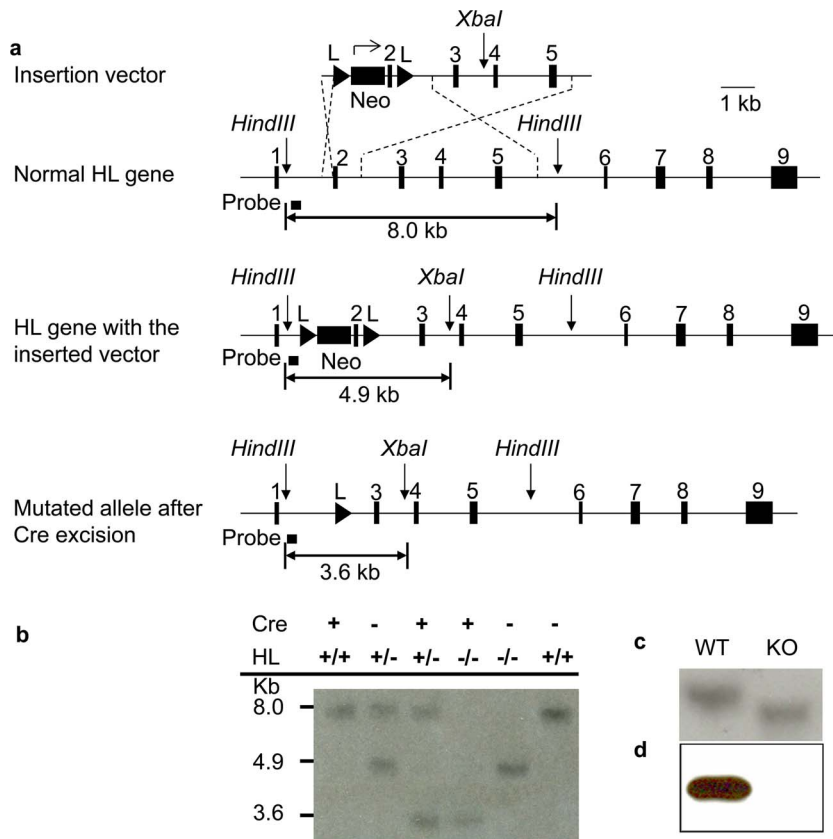 a
XbaI
Insertion vector
L 2 L 3 4 5
Neo
1 kb
HindIII HindIII
Normal HL gene
1 2 3 4 5 6 7 8 9
Probe
8.0 kb
HindIII XbaI HindIII
HL gene with the
inserted vector
1 L 2 L 3 4 5 6 7 8 9
Probe Neo
4.9 kb
HindIII XbaI HindIII
Mutated allele after
Cre excision
1 L 3 4 5 6 7 8 9
Probe
3.6 kb
b
Cre + - + + - -
HL +/+ +/- +/- -/- -/- +/+
Kb
8.0
4.9
3.6
c WT KO
d